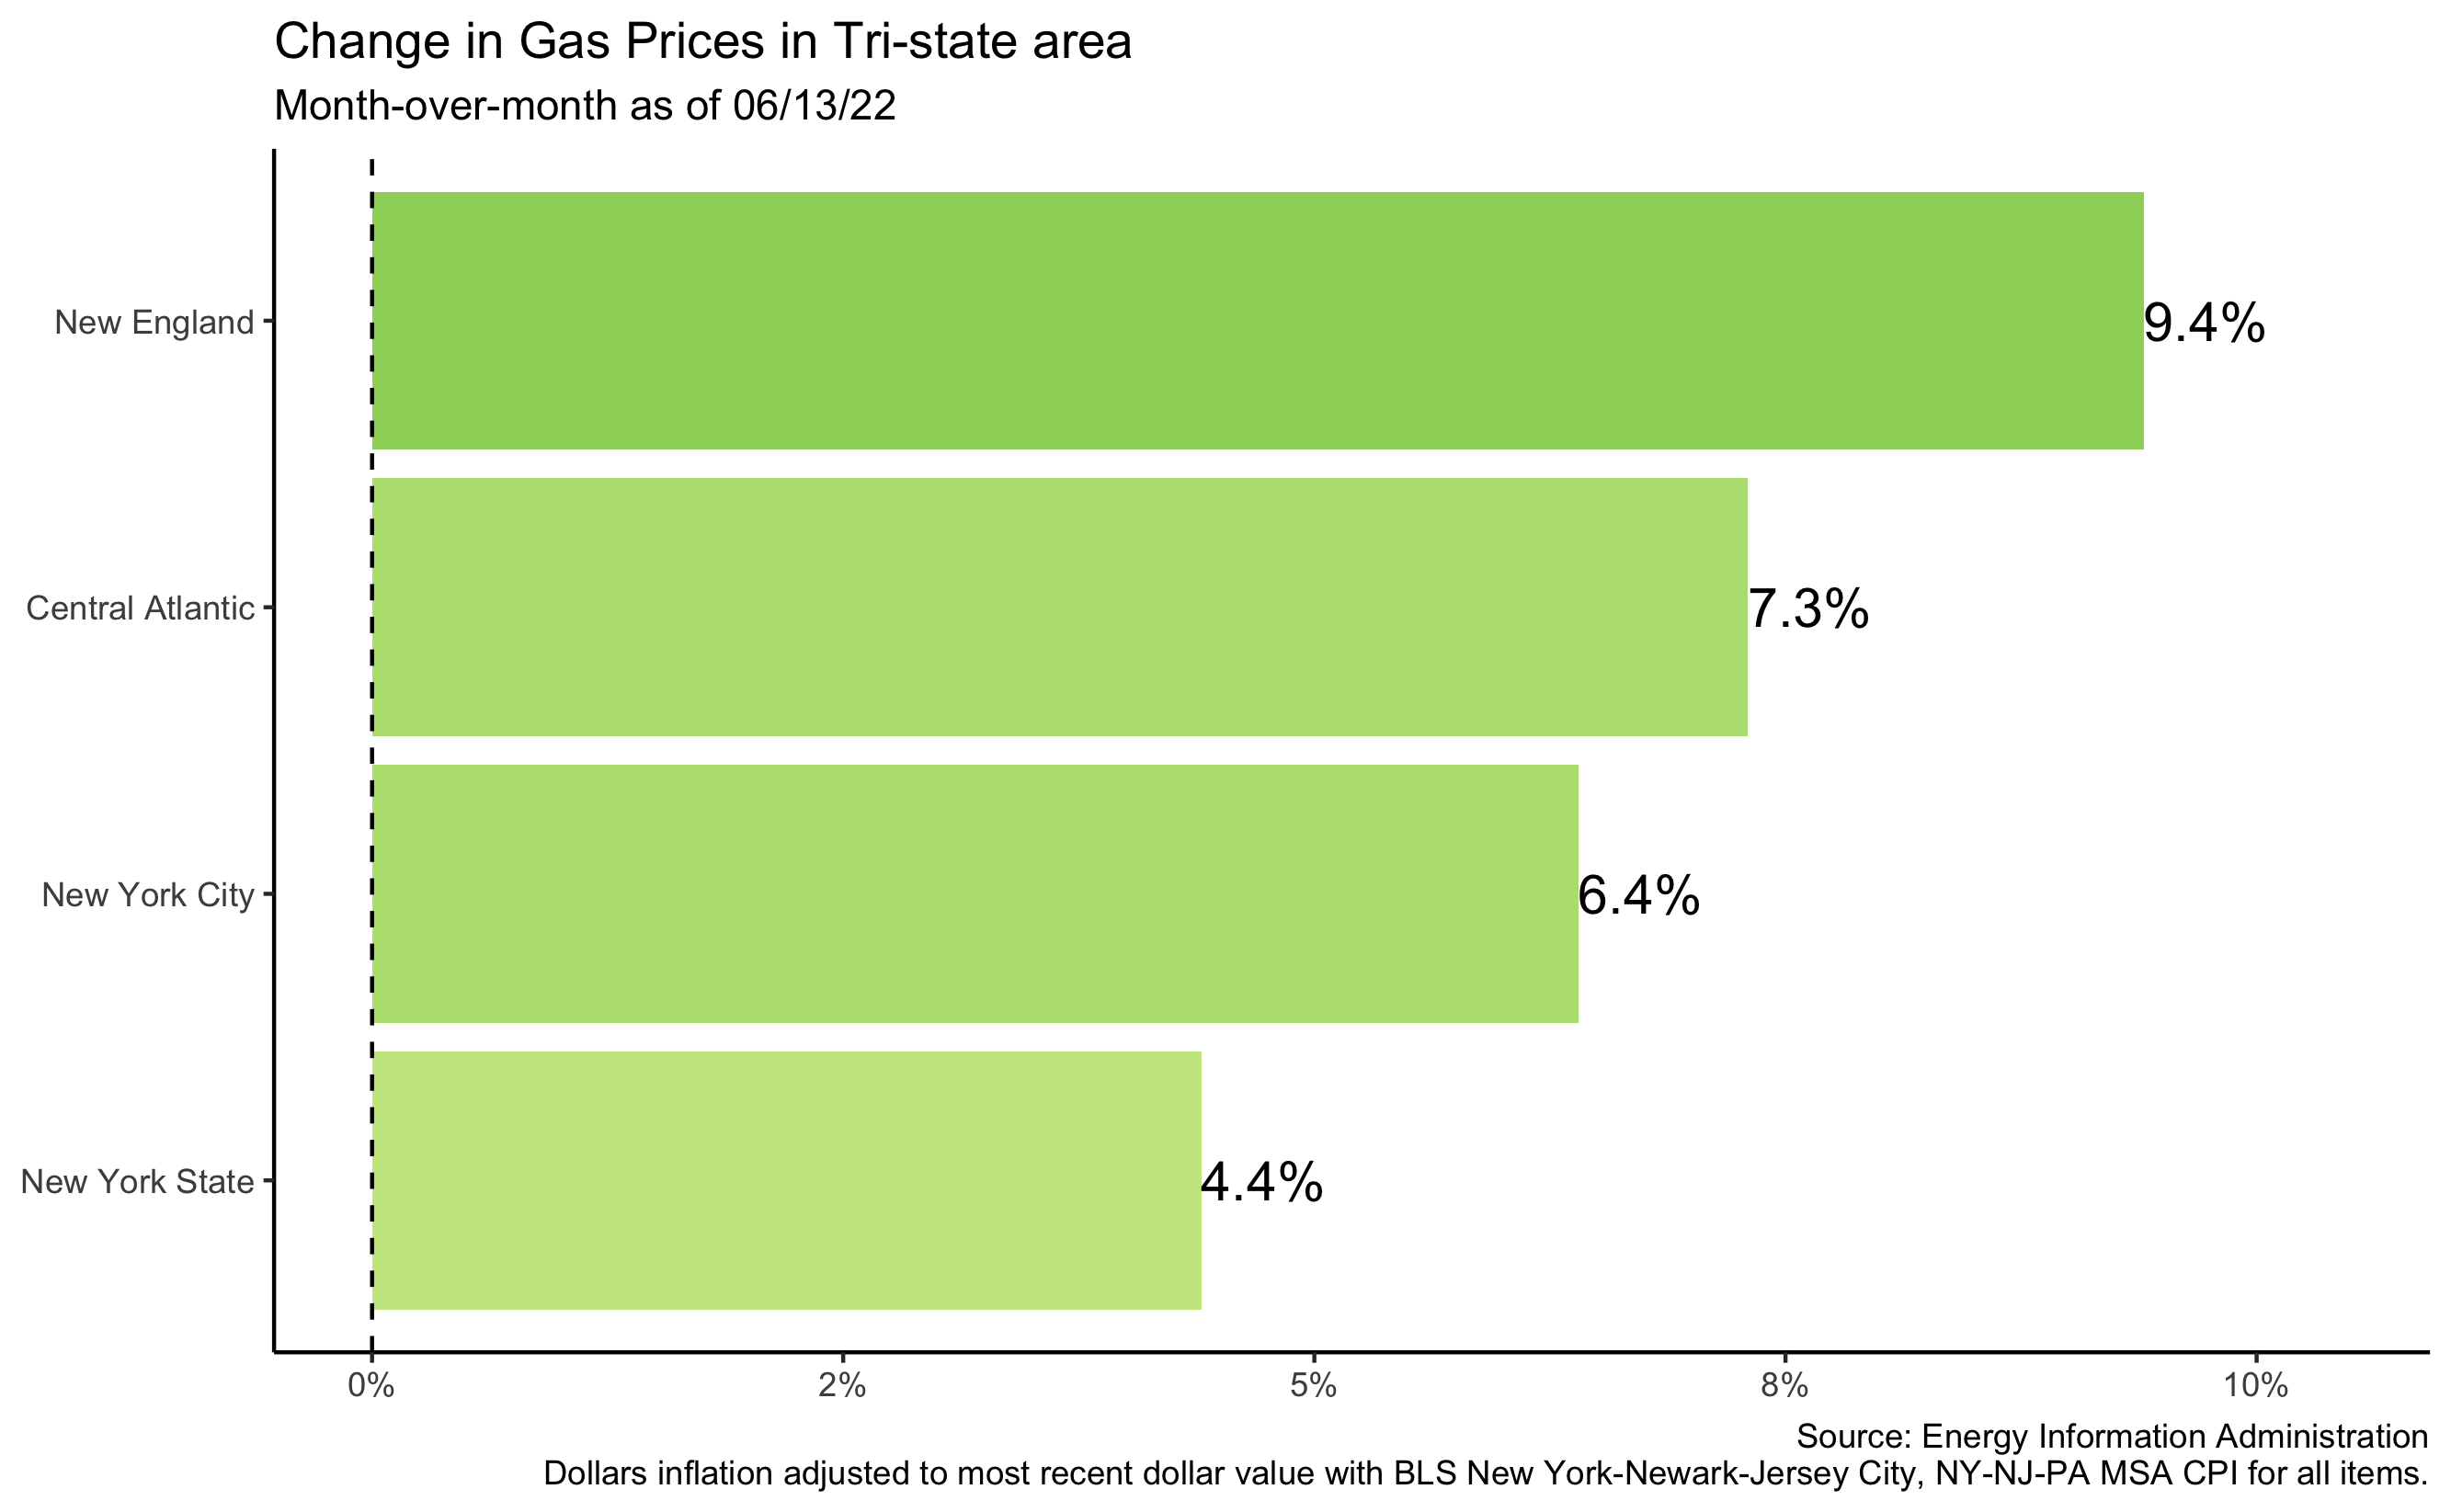 Change in Gas Prices in Tri-state area
Month-over-month as of 06/13/22
New England
9.4%
Central Atlantic
7.3%
New York City
6.4%
New York State
4.4%
0%
2%
5%
8%
10%
Source: Energy Information Administration
Dollars inflation adjusted to most recent dollar value with BLS New York-Newark-Jersey City, NY-NJ-PA MSA CPI for all items.